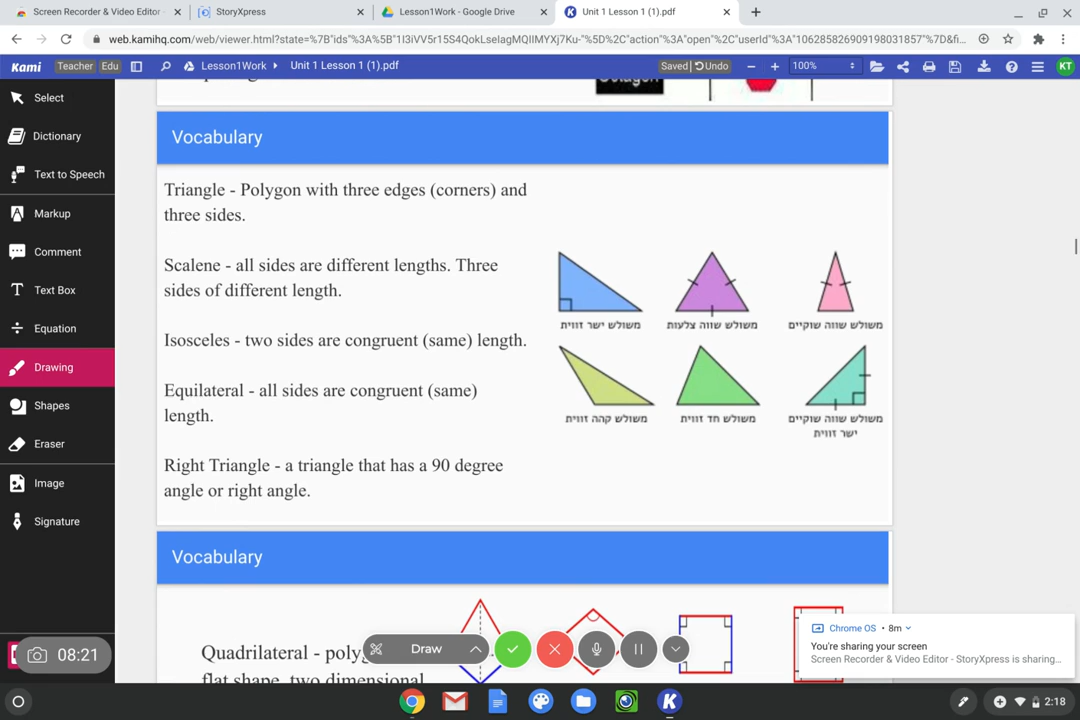 Screen Recorder & Video Editor -
StoryXpress
Lesson1Work - Google Drive
Unit 1 Lesson 1 (1).pdf
Kami
Teacher
Edu
Lesson1Work
Unit 1 Lesson 1 (1).pdf
Saved
Undo
100%
KT
Select
Dictionary
Text to Speech
Markup
Comment
Text Box
Equation
Drawing
Shapes
Eraser
Image
Signature
Vocabulary
Triangle - Polygon with three edges (corners) and
three sides.
Scalene - all sides are different lengths. Three
sides of different length.
Isosceles - two sides are congruent (same) length.
Equilateral - all sides are congruent (same)
length.
Right Triangle - a triangle that has a 90 degree
angle or right angle.
משולש ישר זווית
משולש שווה צלעות
משולש שווה שוקיים
משולש קהה זווית
משולש חד זווית
משולש שווה שוקיים
ישר זווית
Vocabulary
Quadrilateral - polyg
flat shape, two dimensional
Draw
Chrome OS • 8m
You're sharing your screen
Screen Recorder & Video Editor - StoryXpress is sharing...
08:21
2:18